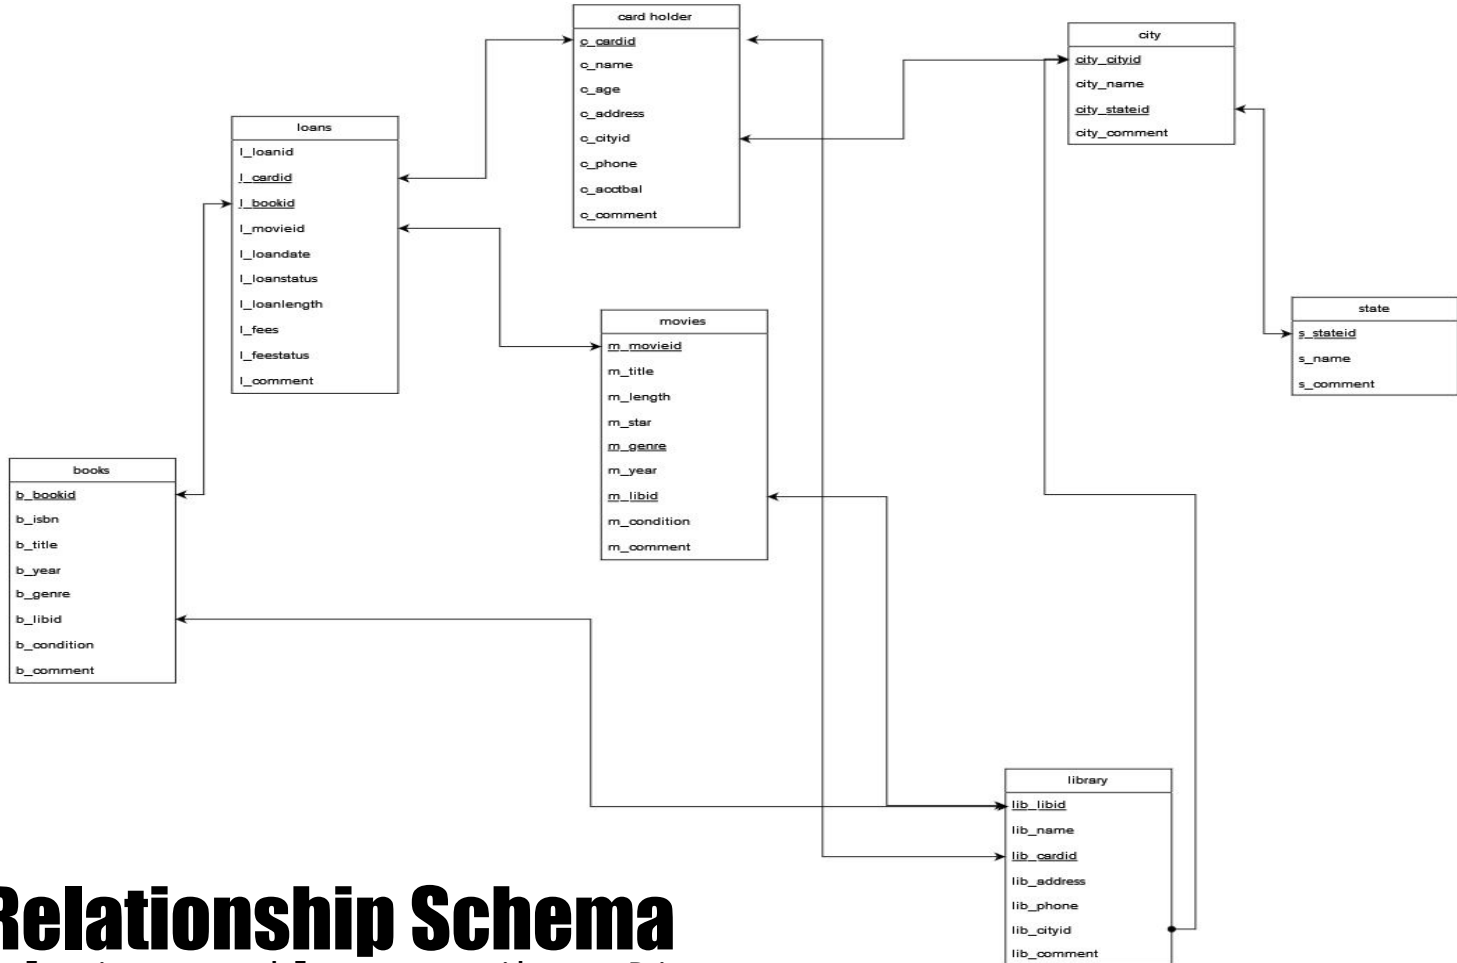 card holder
c_cardid
c_name
c_age
c_address
c_cityid
c_phone
c_acctbal
c_comment
city
city_cityid
city_name
city_stateid
city_comment
loans
l_loanid
l_cardid
l_bookid
l_movieid
l_loandate
l_loanstatus
l_loanlength
l_fees
l_feestatus
l_comment
movies
m_movieid
m_title
m_length
m_star
m_genre
m_year
m_libid
m_condition
m_comment
state
s_stateid
s_name
s_comment
books
b_bookid
b_isbn
b_title
b_year
b_genre
b_libid
b_condition
b_comment
library
lib_libid
lib_name
lib_cardid
lib_address
lib_phone
lib_cityid
lib_comment
Relationship Schema